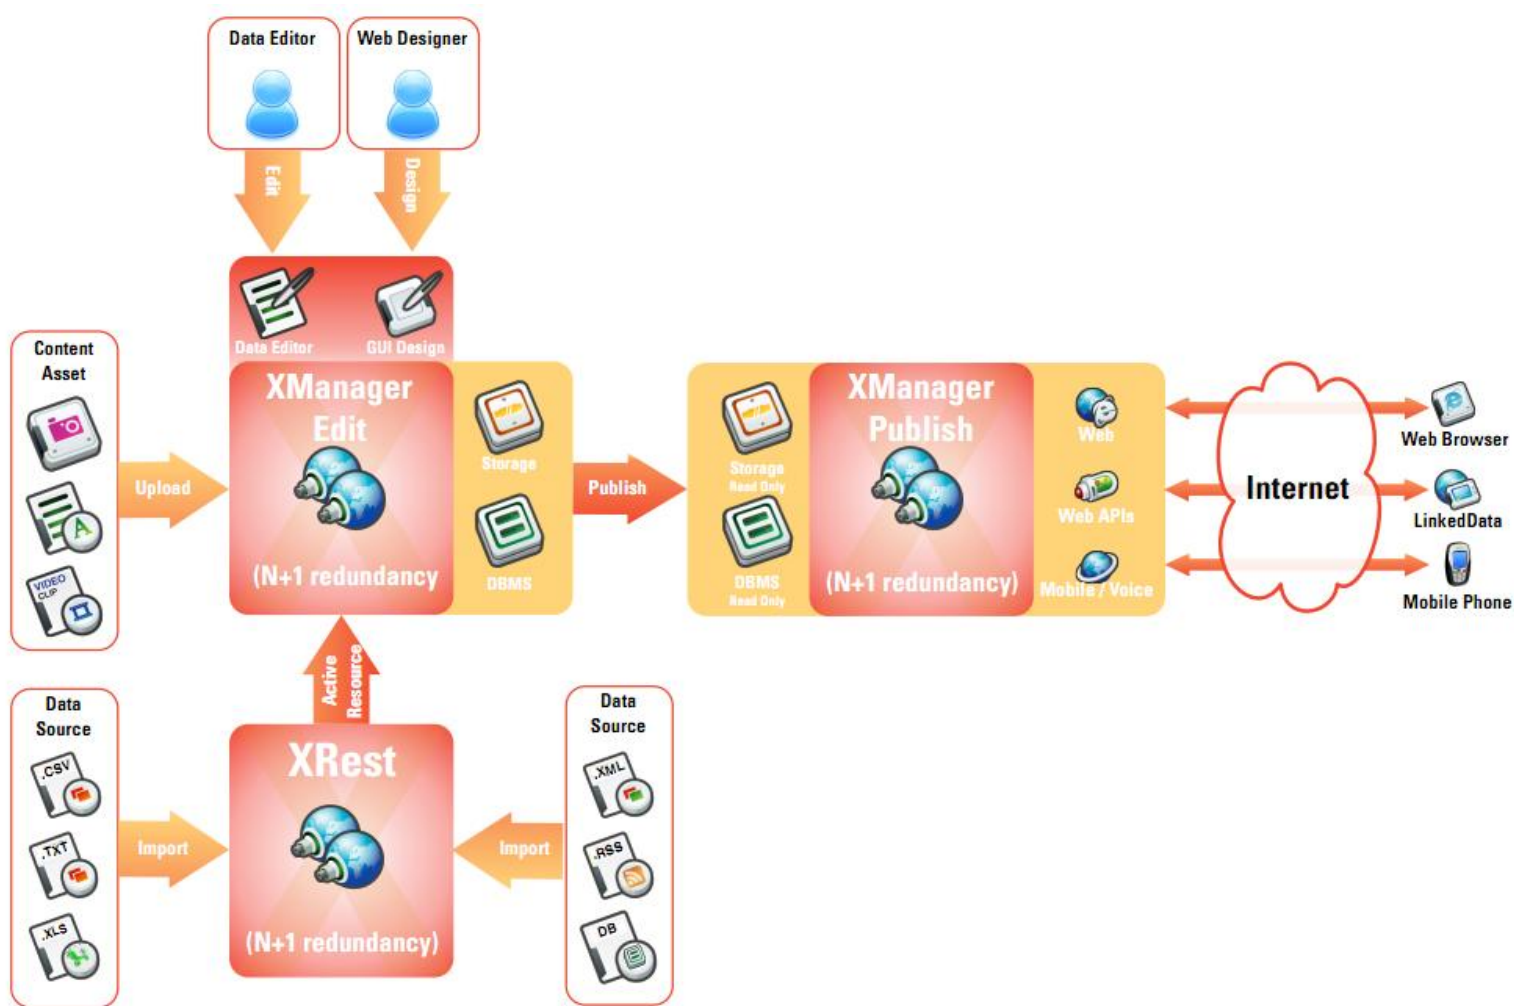 Data Editor
Web Designer
Edit
Design
Data Editor
GUI Design
Content
Asset
VIDEO
CLIP
A
Upload
XManager
Edit
(N+1 redundancy
Storage
DBMS
Publish
Storage
Read Only
DBMS
Read Only
XManager
Publish
(N+1 redundancy)
Web
Web APIs
Mobile / Voice
Internet
Web Browser
LinkedData
Mobile Phone
Active
Resource
Data
Source
.CSV
.TXT
.XLS
Import
XRest
(N+1 redundancy)
Import
Data
Source
.XML
.RSS
DB